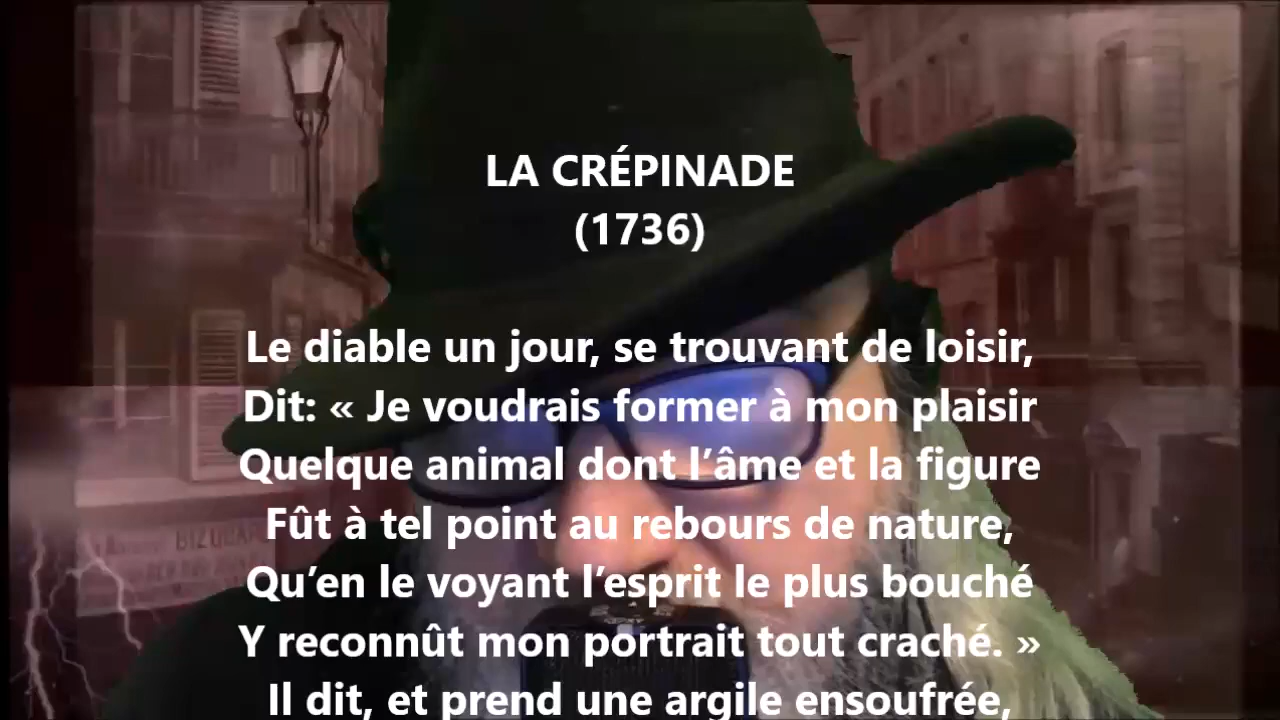 LA CRÉPINADE
(1736)
Le diable un jour, se trouvant de loisir,
Dit: « Je voudrais former à mon plaisir
Quelque animal dont l’âme et la figure
Fût à tel point au rebours de nature,
Qu’en le voyant l’esprit le plus bouché
Y reconnût mon portrait tout craché. »
Il dit, et prend une argile ensoufrée,